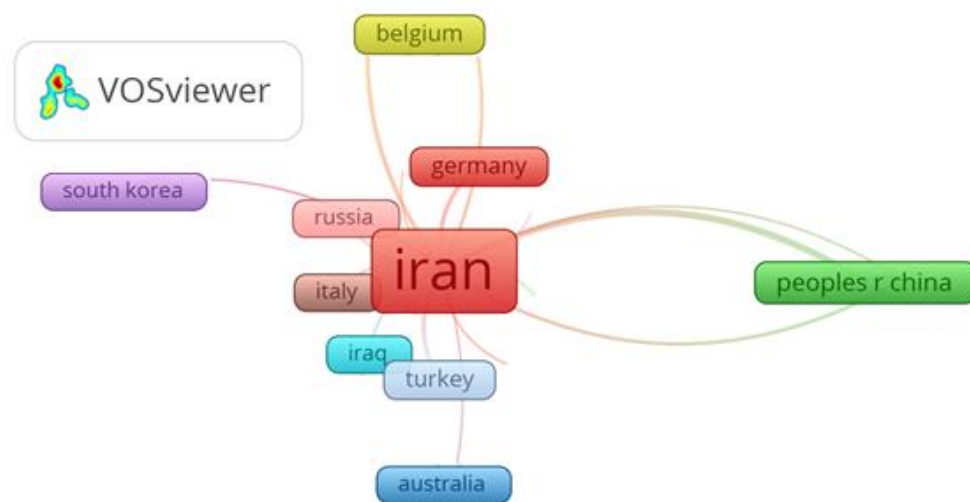 belgium
VOSviewer
germany
south korea
russia
iran
peoples r china
italy
iraq
turkey
australia